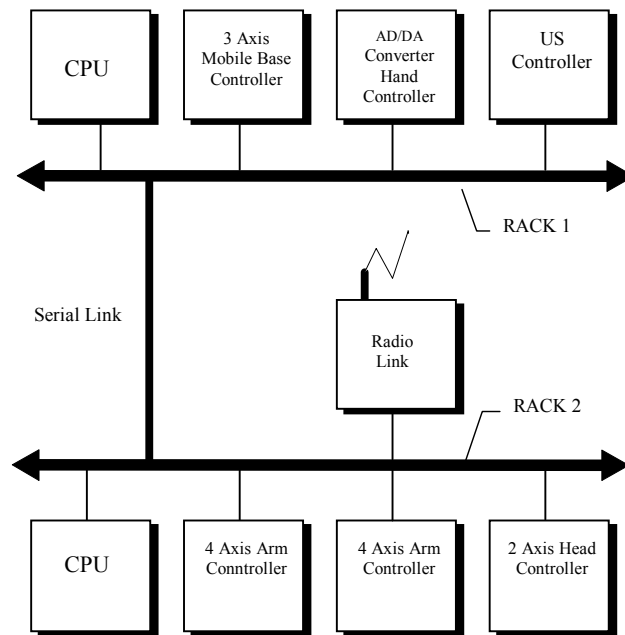 CPU
3 Axis
Mobile Base
Controller
AD/DA
Converter
Hand
Controller
US
Controller
RACK 1
Serial Link
Radio
Link
RACK 2
CPU
4 Axis Arm
Conntroller
4 Axis Arm
Controller
2 Axis Head
Controller